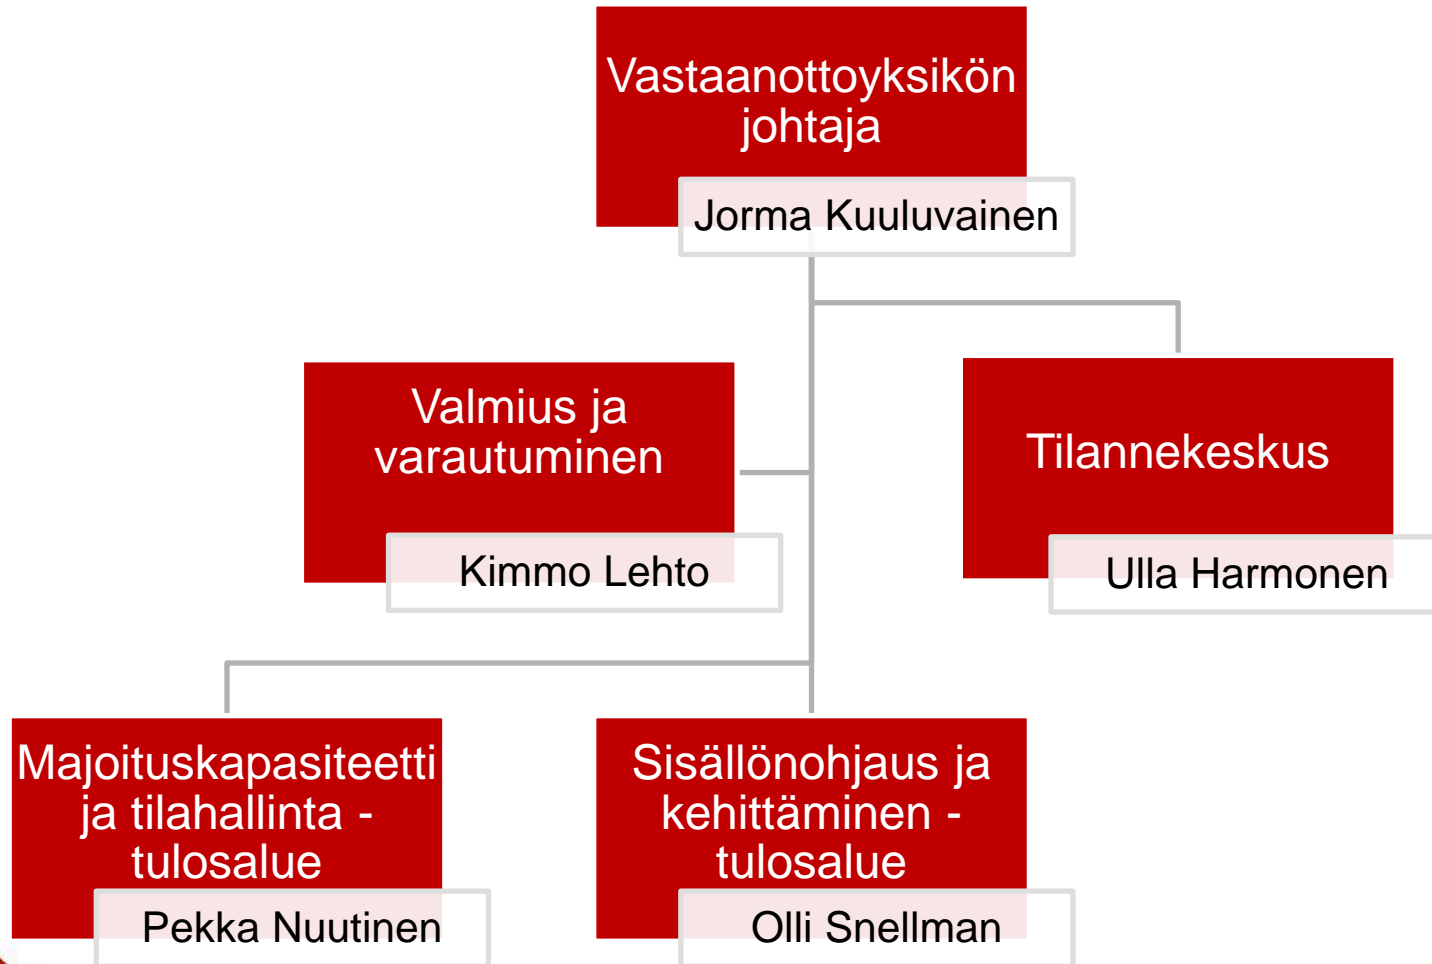 Vastaanottoyksikön
johtaja
Jorma Kuuluvainen
Valmius ja
varautuminen
Kimmo Lehto
Tilannekeskus
Ulla Harmonen
Majoituskapasiteetti
ja tilahallinta -
tulosalue
Pekka Nuutinen
Sisällönohjaus ja
kehittäminen -
tulosalue
Olli Snellman